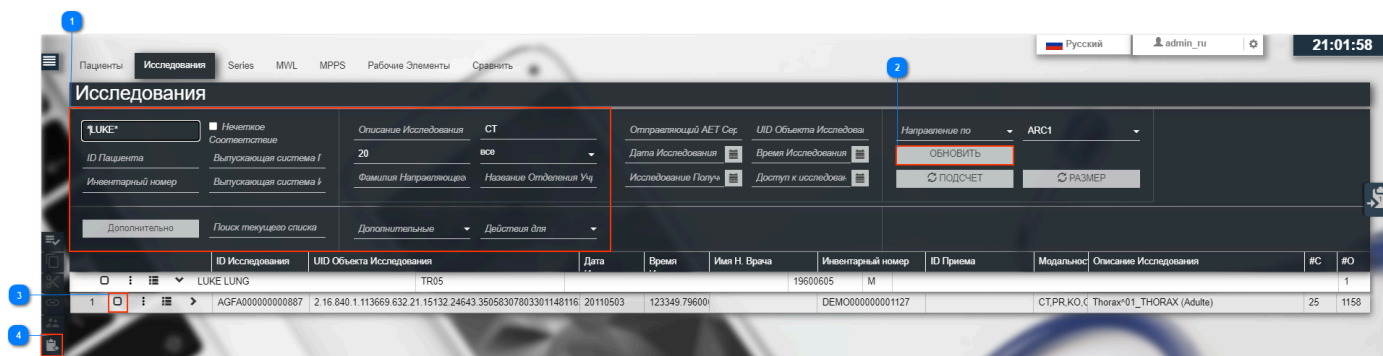 1
Русский admin_ru 21:01:58
Пациенты Исследования Series MWL MPPS Рабочие Элементы Сравнить
2
Исследования
*LUKE* Нечеткое Соответствие Описание Исследования CT Отправляющий AET Сер UID Объекта Исследован Направление по ARC1
ID Пациента Выпускающая система 20 все Дата Исследования Время Исследования ОБНОВИТЬ
Инвентарный номер Выпускающая система Фамилия Направляющег Название Отделения Уч Исследование Получ Доступ к исследован ПОДСЧЕТ РАЗМЕР
Дополнительно Поиск текущего списка Дополнительные Действия для
ID Исследования UID Объекта Исследования Дата Время Имя Н. Врача Инвентарный номер ID Приема Модальнос Описание Исследования #С #О
LUKE LUNG TR05 19600605 M 1
3
1 AGFA000000000887 2.16.840.1.113669.632.21.15132.24643.35058307803301148116 20110503 123349.79600 DEMO000000001127 CT,PR,KO, Thorax^01_THORAX (Adulte) 25 1158
4